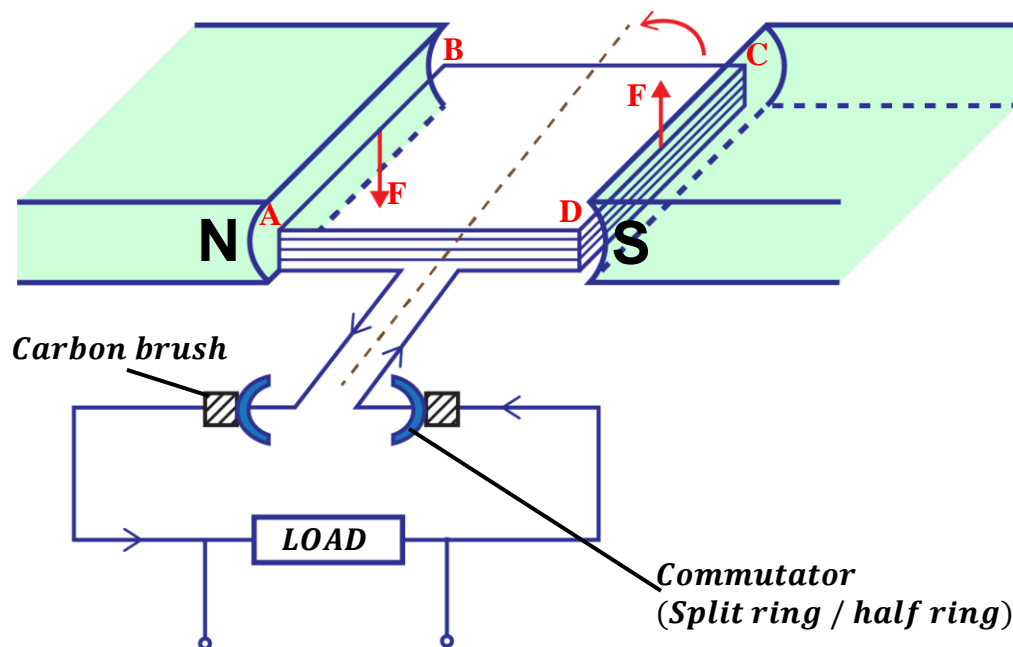 B
C
F
F
A
D
N
S
Carbon brush
LOAD
Commutator
(Split ring / half ring)